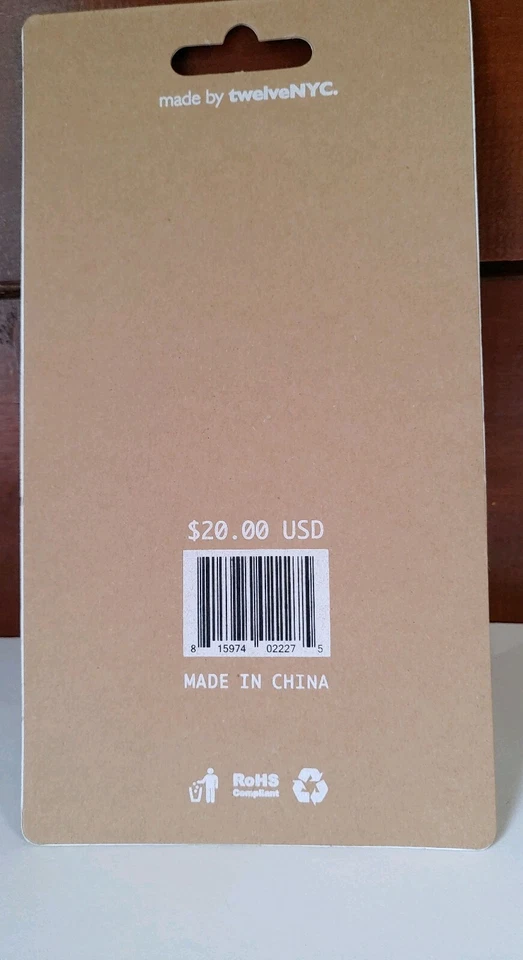 made by twelveNYC.
$20.00 USD
8 15974 02227 5
MADE IN CHINA
RoHS
Compliant